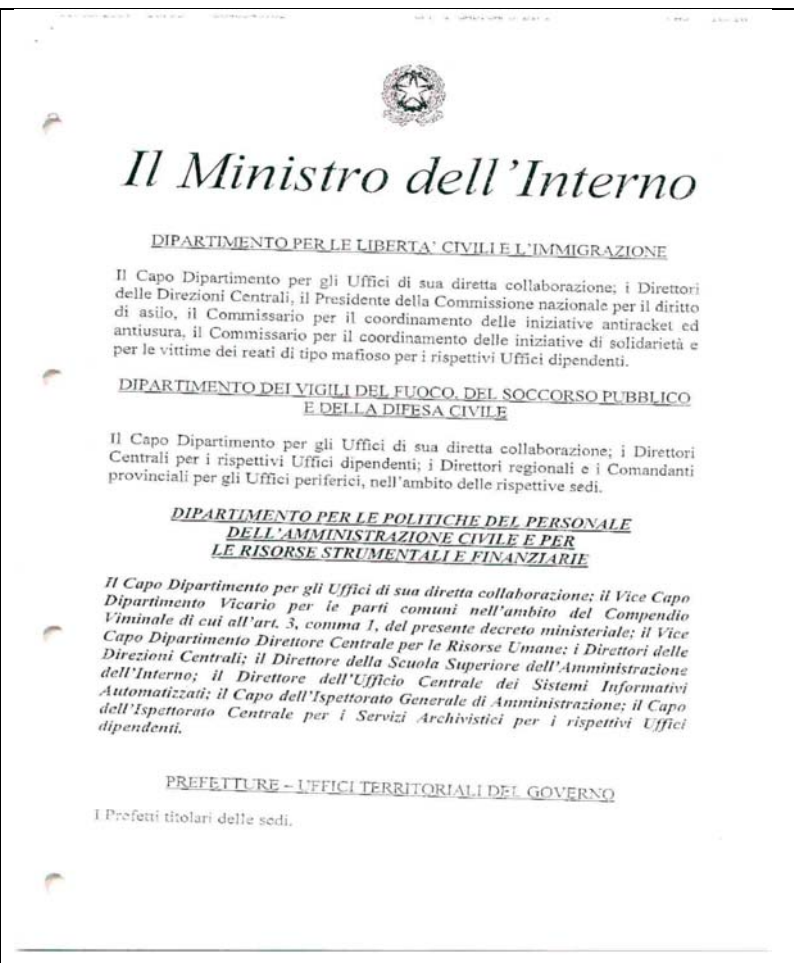 Il Ministro dell'Interno
DIPARTIMENTO PER LE LIBERTA' CIVILI E L'IMMIGRAZIONE
Il Capo Dipartimento per gli Uffici di sua diretta collaborazione; i Direttori
delle Direzioni Centrali, il Presidente della Commissione nazionale per il diritto
di asilo, il Commissario per il coordinamento delle iniziative antiracket ed
antiusura, il Commissario per il coordinamento delle iniziative di solidarietà e
per le vittime dei reati di tipo mafioso per i rispettivi Uffici dipendenti.
DIPARTIMENTO DEI VIGILI DEL FUOCO, DEL SOCCORSO PUBBLICO
E DELLA DIFESA CIVILE
Il Capo Dipartimento per gli Uffici di sua diretta collaborazione; i Direttori
Centrali per i rispettivi Uffici dipendenti; i Direttori regionali e i Comandanti
provinciali per gli Uffici periferici, nell'ambito delle rispettive sedi.
DIPARTIMENTO PER LE POLITICHE DEL PERSONALE
DELL'AMMINISTRAZIONE CIVILE E PER
LE RISORSE STRUMENTALI E FINANZIARIE
Il Capo Dipartimento per gli Uffici di sua diretta collaborazione; il Vice Capo
Dipartimento Vicario per le parti comuni nell'ambito del Compendio
Viminale di cui all'art. 3, comma 1, del presente decreto ministeriale; il Vice
Capo Dipartimento Direttore Centrale per le Risorse Umane; i Direttori delle
Direzioni Centrali; il Direttore della Scuola Superiore dell'Amministrazione
dell'Interno; il Direttore dell'Ufficio Centrale dei Sistemi Informativi
Automatizzati; il Capo dell'Ispettorato Generale di Amministrazione; il Capo
dell'Ispettorato Centrale per i Servizi Archivistici per i rispettivi Uffici
dipendenti.
PREFETTURE – UFFICI TERRITORIALI DEL GOVERNO
I Prefetti titolari delle sedi.